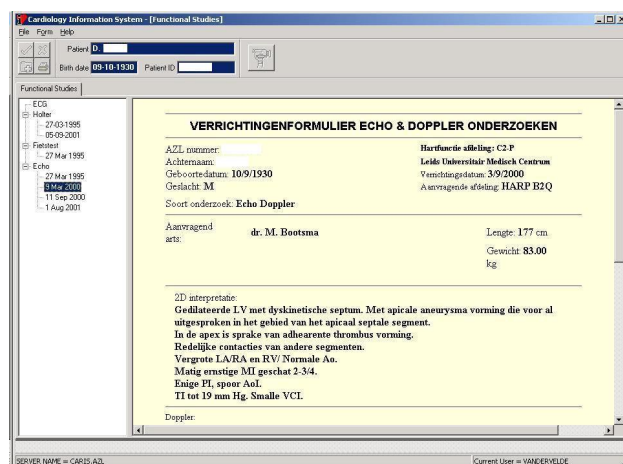 Cardiology Information System - [Functional Studies]
File Form Help
Patient D.
Birth date 09-10-1930 Patient ID
Functional Studies
ECG
Holter
27-03-1995
05-09-2001
Fietstest
27 Mar 1995
Echo
27 Mar 1995
9 Mar 2000
11 Sep 2000
1 Aug 2001
VERRICHTINGENFORMULIER ECHO & DOPPLER ONDERZOEKEN
AZL nummer:
Achternaam:
Geboortedatum: 10/9/1930
Geslacht: M
Soort onderzoek: Echo Doppler
Hartfunctie afdeling: C2-P
Leids Universitair Medisch Centrum
Verrichtingsdatum: 3/9/2000
Aanvragende afdeling: HARP B2Q
Aanvragend
arts:
dr. M. Bootsma
Lengte: 177 cm
Gewicht: 83.00
kg
2D interpretatie:
Gedilateerde LV met dyskinetische septum. Met apicale aneurysma vorming die voor al
uitgesproken in het gebied van het apicaal septale segment.
In de apex is sprake van adhearente thrombus vorming.
Redelijke contacties van andere segmenten.
Vergrote LA/RA en RV/ Normale Ao.
Matig ernstige MI geschat 2-3/4.
Enige PI, spoor AoI.
TI tot 19 mm Hg. Smalle VCI.
Doppler:
SERVER NAME = CARIS.AZL
Current User = VANDERVELDE